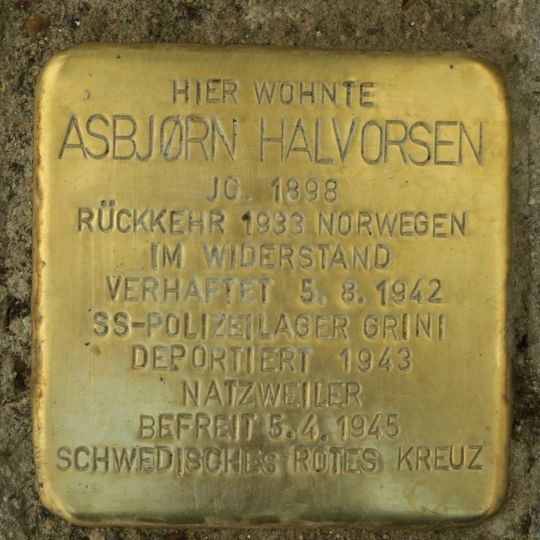 HIER WOHNTE
ASBJØRN HALVORSEN
JG. 1898
RÜCKKEHR 1933 NORWEGEN
IM WIDERSTAND
VERHAFTET 5. 8. 1942
SS-POLIZEILAGER GRINI
DEPORTIERT 1943
NATZWEILER
BEFREIT 5. 4. 1945
SCHWEDISCHES ROTES KREUZ